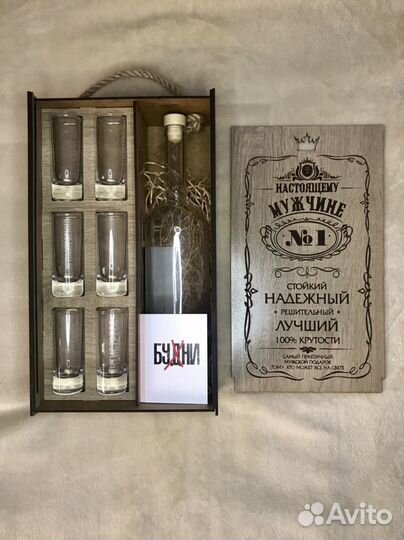 БУДНИ
НАСТОЯЩЕМУ
МУЖЧИНЕ
№1
СТОЙКИЙ
НАДЕЖНЫЙ
РЕШИТЕЛЬНЫЙ
ЛУЧШИЙ
100% КРУТОСТИ
САМЫЙ ПРАКТИЧНЫЙ
МУЖСКОЙ ПОДАРОК
ТОМУ, КТО МОЖЕТ ВСЕ НА СВЕТЕ
Avito